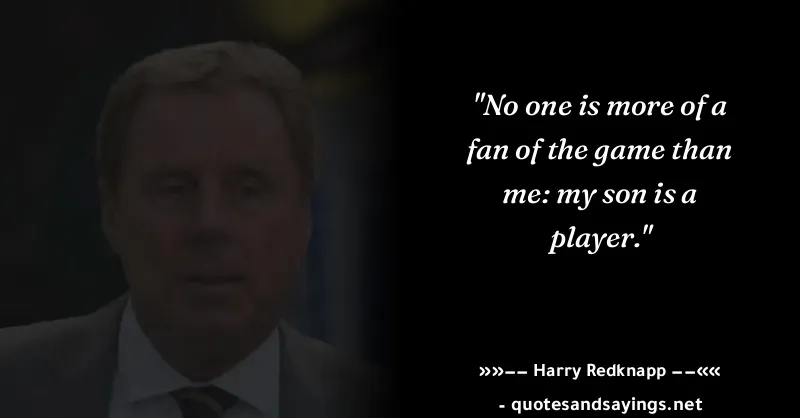 "No one is more of a
fan of the game than
me: my son is a
player."
»»−− Harry Redknapp −−««
- quotesandsayings.net